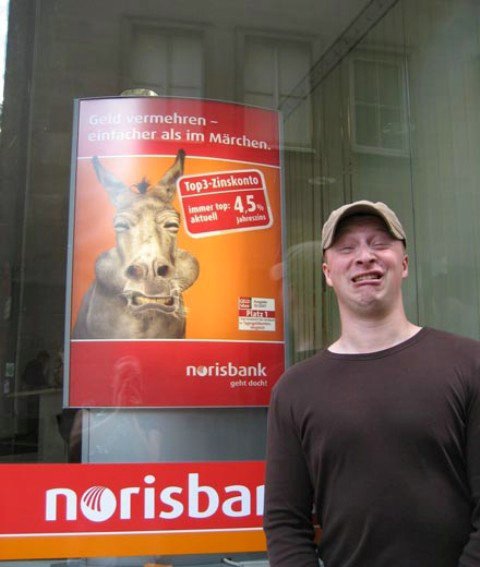 Geld vermehren –
einfacher als im Märchen.
Top3-Zinskonto
immer top: 4,5%
aktuell Jahreszins
Platz 1
norisbank
geht doch!
norisban